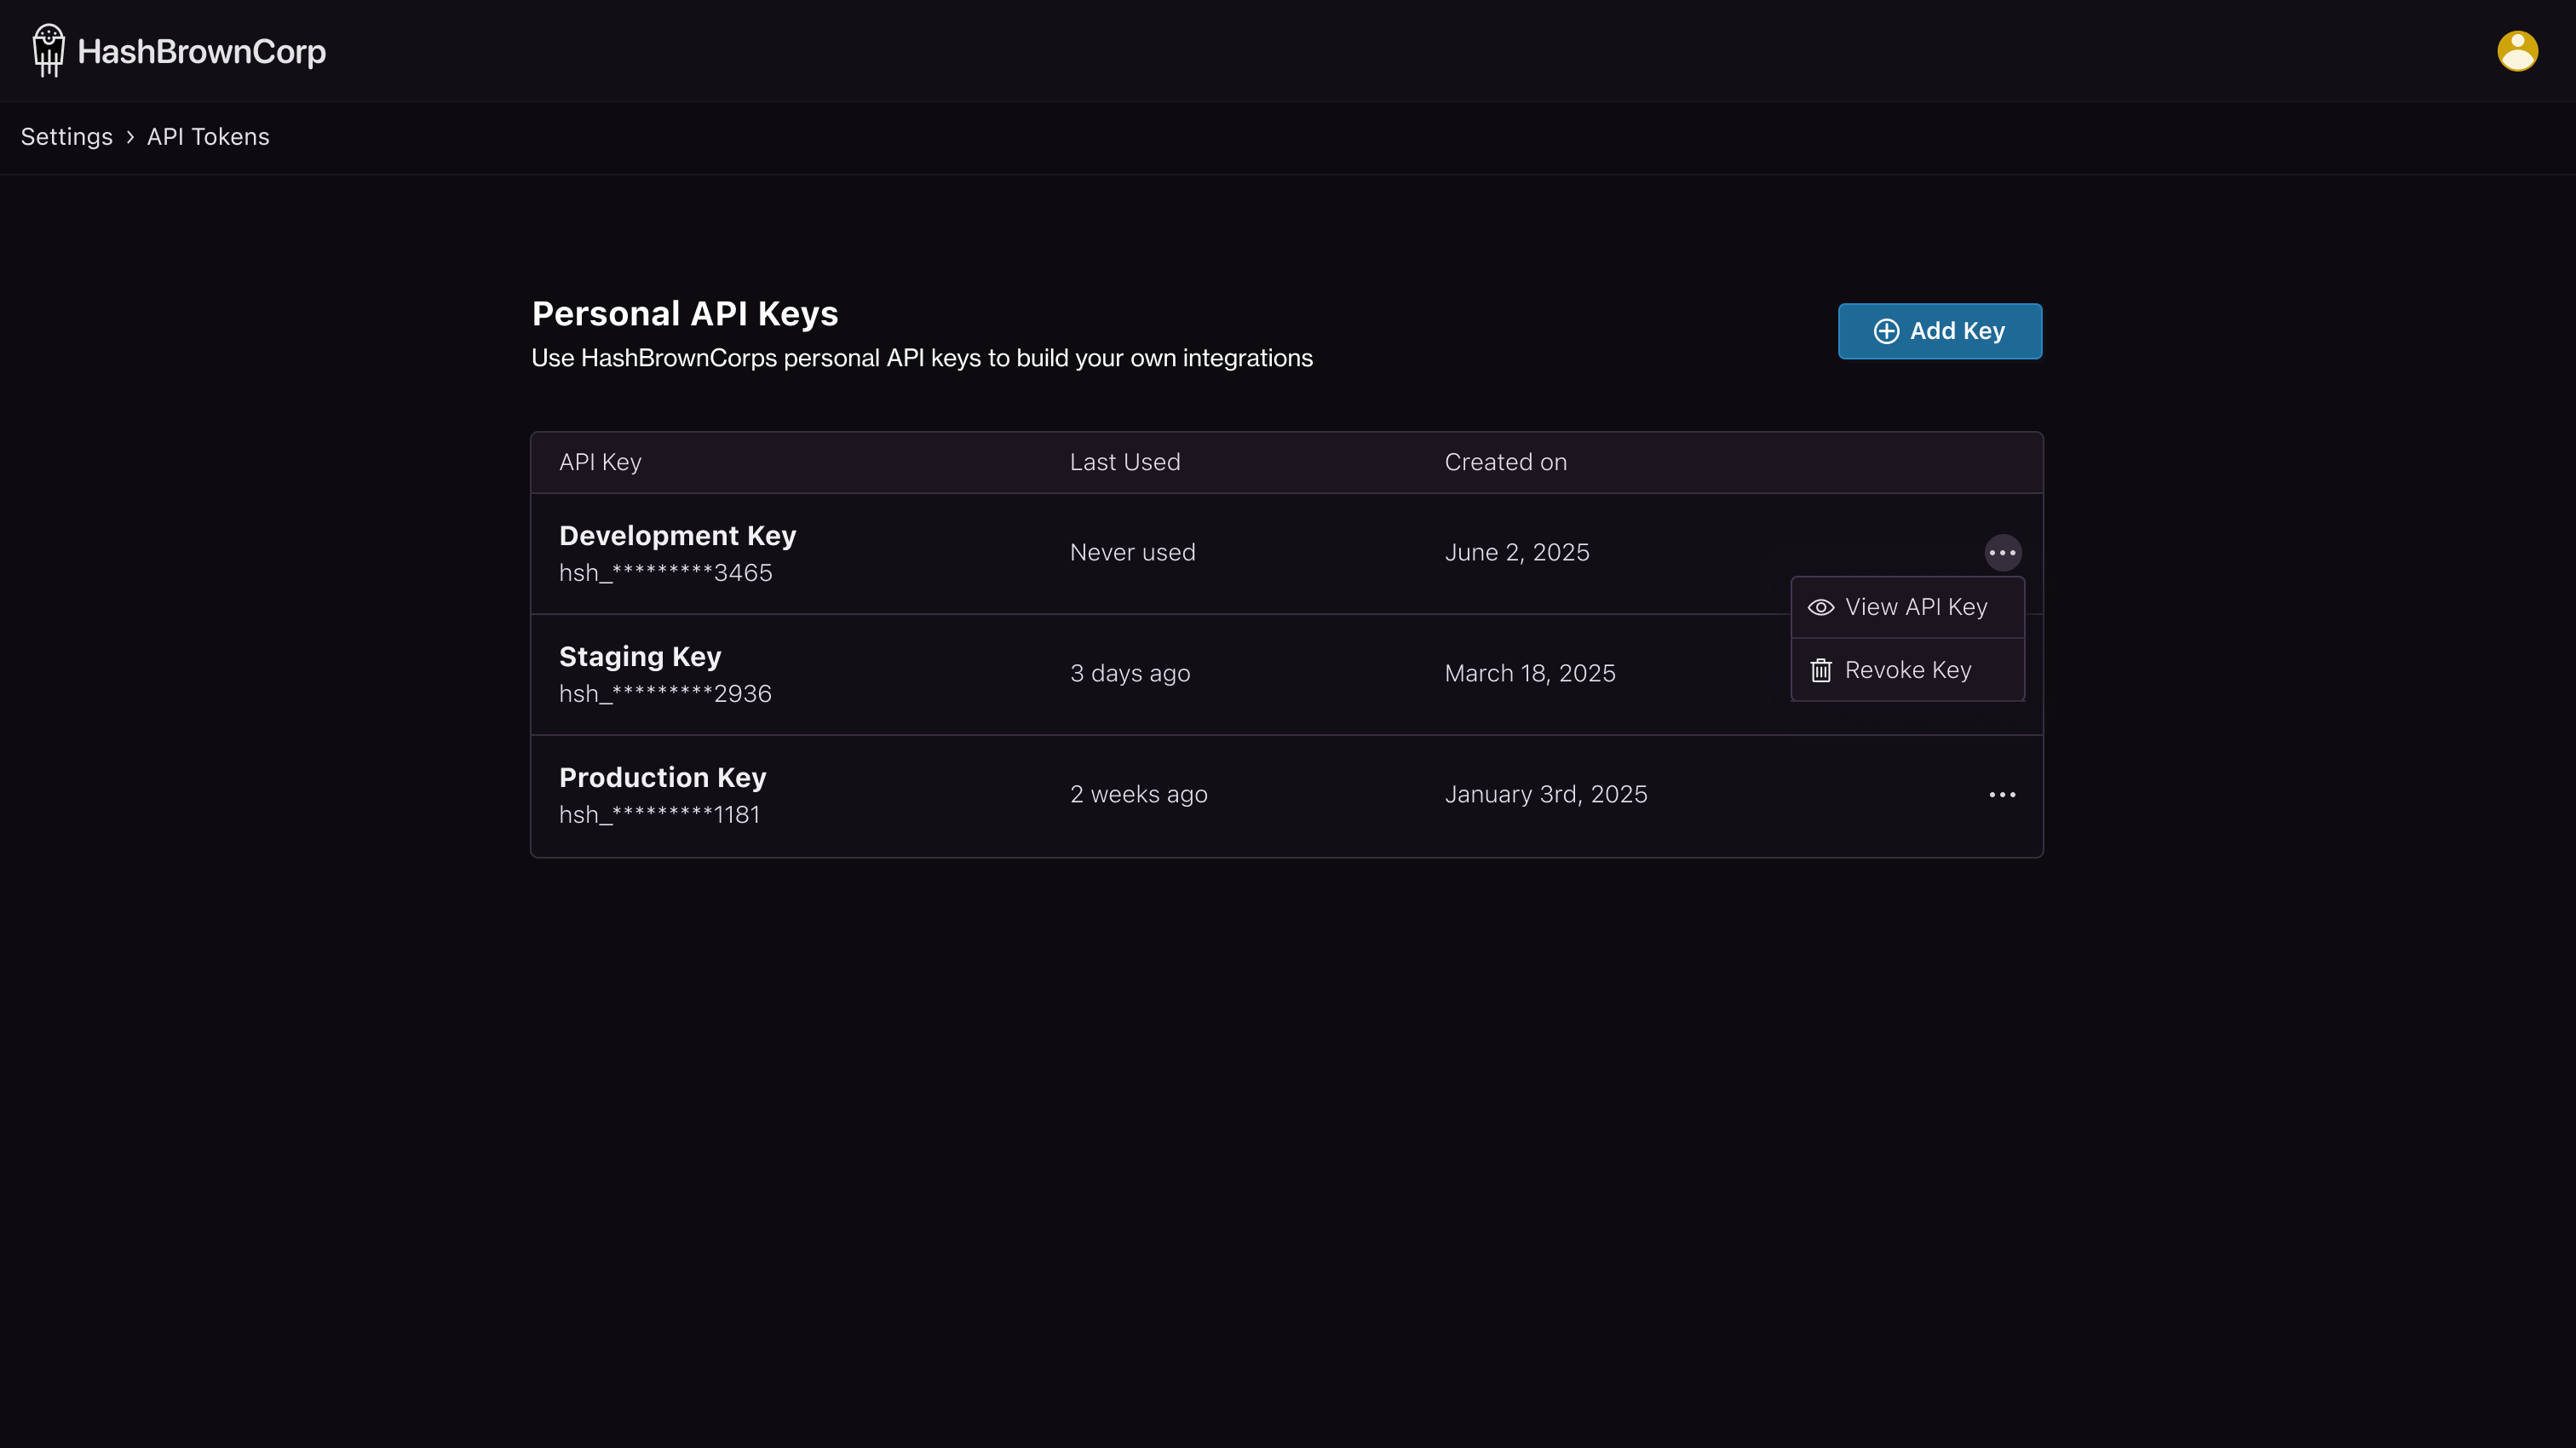 HashBrownCorp
Settings › API Tokens
Personal API Keys
Use HashBrownCorps personal API keys to build your own integrations
Add Key
API Key Last Used Created on
Development Key
hsh_*********3465
Never used
June 2, 2025
View API Key
Revoke Key
Staging Key
hsh_*********2936
3 days ago
March 18, 2025
Production Key
hsh_*********1181
2 weeks ago
January 3rd, 2025